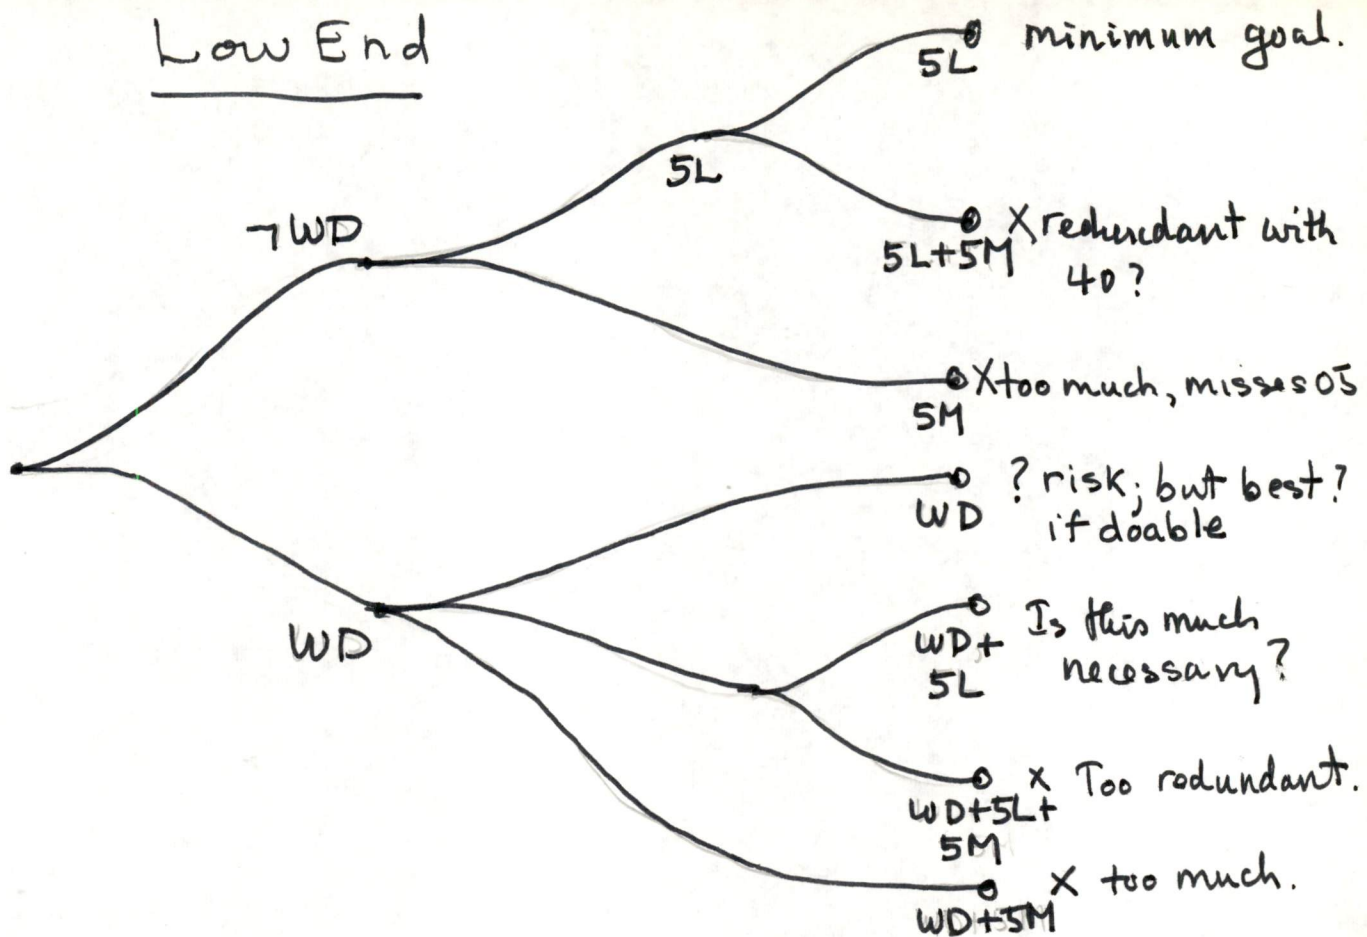 Low End
5L
minimum goal.
5L
¬WD
5L+5M
X redundant with
40?
X too much, misses 05
5M
? risk; but best?
if doable
WD
WD+
5L
Is this much
necessary?
WD
X Too redundant.
WD+5L+
5M
X too much.
WD+5M